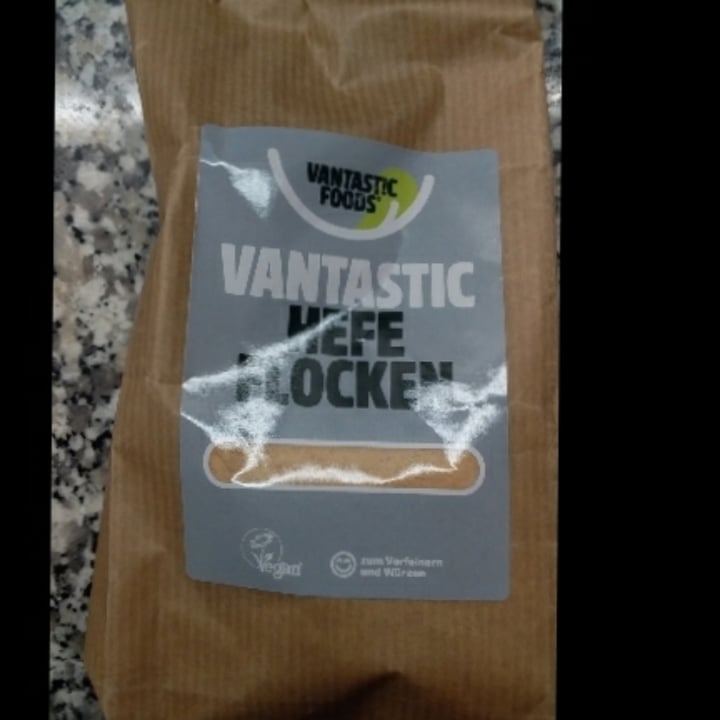 VANTASTIC
FOODS
VANTASTIC
HEFE
FLOCKEN
Vegan
zum Verfeinern
und Würzen